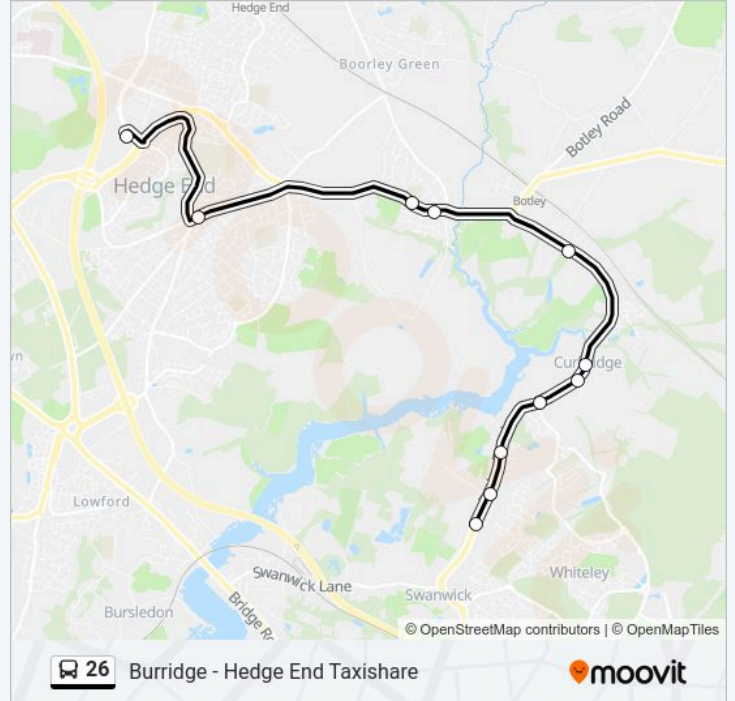 Hedge End
Boorley Green
Botley Road
Hedge End
Botley
Curbridge
Lowford
Swanwick Lane
Whiteley
Swanwick
Bursledon
© OpenStreetMap contributors | © OpenMapTiles
26 Burridge - Hedge End Taxishare
moovit